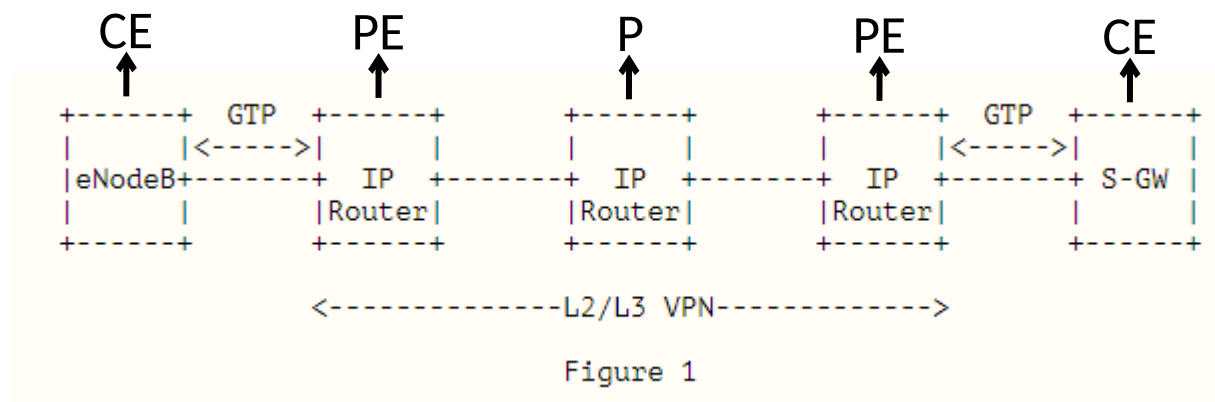 CE PE P PE CE
+------+  GTP  +------+       +------+       +------+  GTP  +------+
|      |<----->|      |       |      |       |      |<----->|      |
|eNodeB+-------+  IP  +-------+  IP  +-------+  IP  +-------+ S-GW |
|      |       |Router|       |Router|       |Router|       |      |
+------+       +------+       +------+       +------+       +------+
<--------------L2/L3 VPN------------->
Figure 1